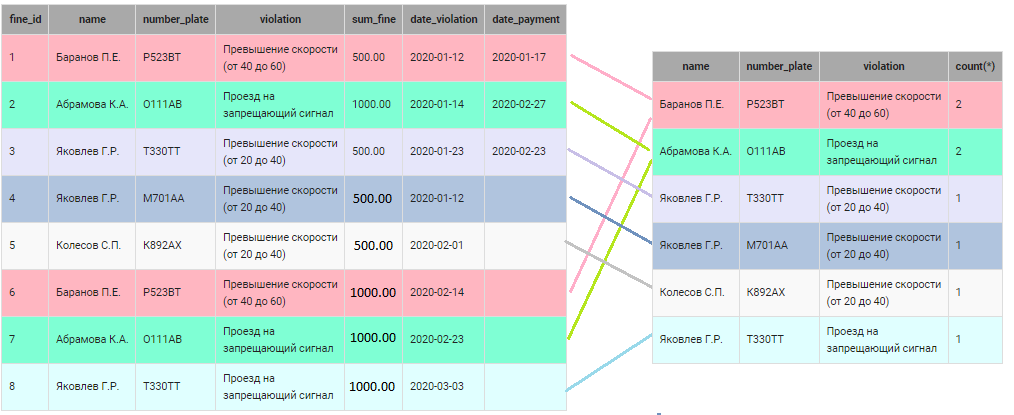 fine_id name number_plate violation sum_fine date_violation date_payment
1 Баранов П.Е. Р523ВТ Превышение скорости (от 40 до 60) 500.00 2020-01-12 2020-01-17
2 Абрамова К.А. О111АВ Проезд на запрещающий сигнал 1000.00 2020-01-14 2020-02-27
3 Яковлев Г.Р. Т330ТТ Превышение скорости (от 20 до 40) 500.00 2020-01-23 2020-02-23
4 Яковлев Г.Р. М701АА Превышение скорости (от 20 до 40) 500.00 2020-01-12
5 Колесов С.П. К892АХ Превышение скорости (от 20 до 40) 500.00 2020-02-01
6 Баранов П.Е. Р523ВТ Превышение скорости (от 40 до 60) 1000.00 2020-02-14
7 Абрамова К.А. О111АВ Проезд на запрещающий сигнал 1000.00 2020-02-23
8 Яковлев Г.Р. Т330ТТ Проезд на запрещающий сигнал 1000.00 2020-03-03
name number_plate violation count(*)
Баранов П.Е. Р523ВТ Превышение скорости (от 40 до 60) 2
Абрамова К.А. О111АВ Проезд на запрещающий сигнал 2
Яковлев Г.Р. Т330ТТ Превышение скорости (от 20 до 40) 1
Яковлев Г.Р. М701АА Превышение скорости (от 20 до 40) 1
Колесов С.П. К892АХ Превышение скорости (от 20 до 40) 1
Яковлев Г.Р. Т330ТТ Проезд на запрещающий сигнал 1